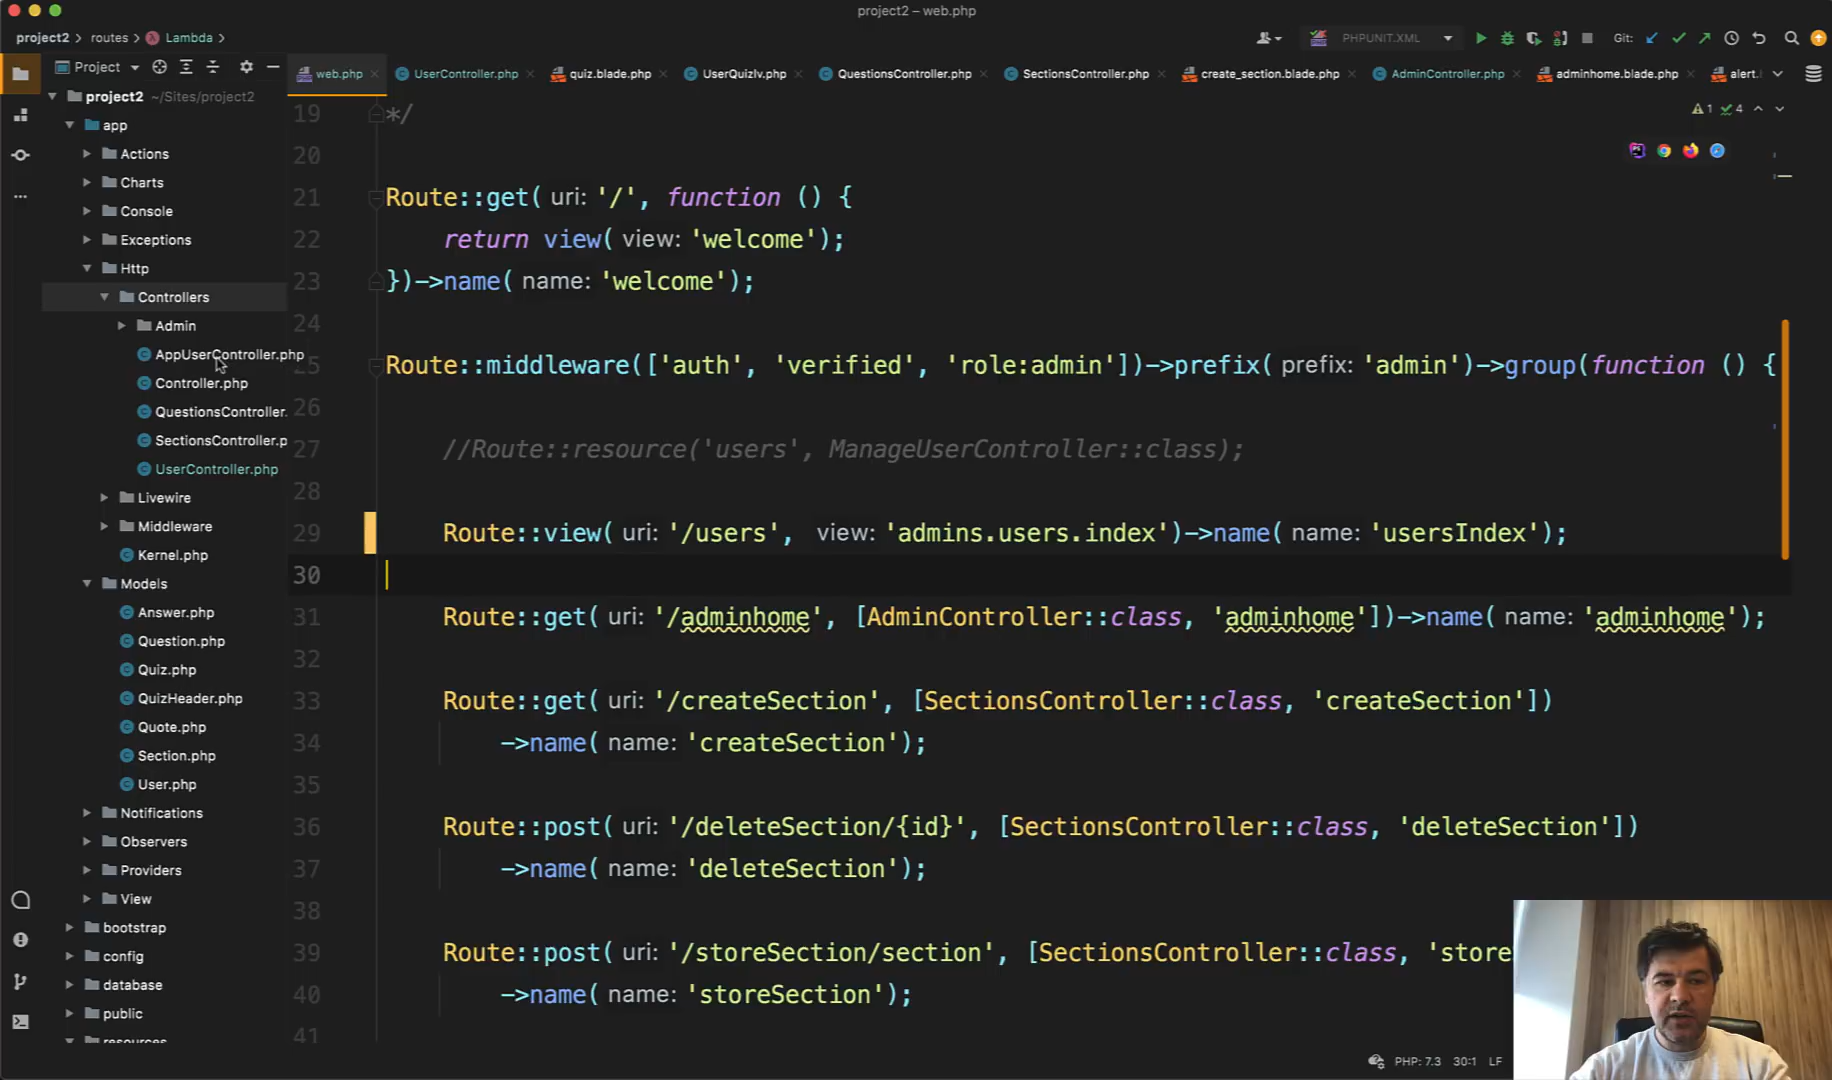 project2 – web.php
project2 > routes > Lambda >
PHPUNIT.XML
Git:
Project
web.php
UserController.php
quiz.blade.php
UserQuizlv.php
QuestionsController.php
SectionsController.php
create_section.blade.php
AdminController.php
adminhome.blade.php
alert.
project2 ~/Sites/project2
app
Actions
Charts
Console
Exceptions
Http
Controllers
Admin
AppUserController.php
Controller.php
QuestionsController.
SectionsController.p
UserController.php
Livewire
Middleware
Kernel.php
Models
Answer.php
Question.php
Quiz.php
QuizHeader.php
Quote.php
Section.php
User.php
Notifications
Observers
Providers
View
bootstrap
config
database
public
resources
1 4
19 */
20
21 Route::get( uri: '/', function () {
22 return view( view: 'welcome');
23 })->name( name: 'welcome');
24
25 Route::middleware(['auth', 'verified', 'role:admin'])->prefix( prefix: 'admin')->group(function () {
26
27 //Route::resource('users', ManageUserController::class);
28
29 Route::view( uri: '/users', view: 'admins.users.index')->name( name: 'usersIndex');
30
31 Route::get( uri: '/adminhome', [AdminController::class, 'adminhome'])->name( name: 'adminhome');
32
33 Route::get( uri: '/createSection', [SectionsController::class, 'createSection'])
34 ->name( name: 'createSection');
35
36 Route::post( uri: '/deleteSection/{id}', [SectionsController::class, 'deleteSection'])
37 ->name( name: 'deleteSection');
38
39 Route::post( uri: '/storeSection/section', [SectionsController::class, 'store
40 ->name( name: 'storeSection');
41
PHP: 7.3 30:1 LF